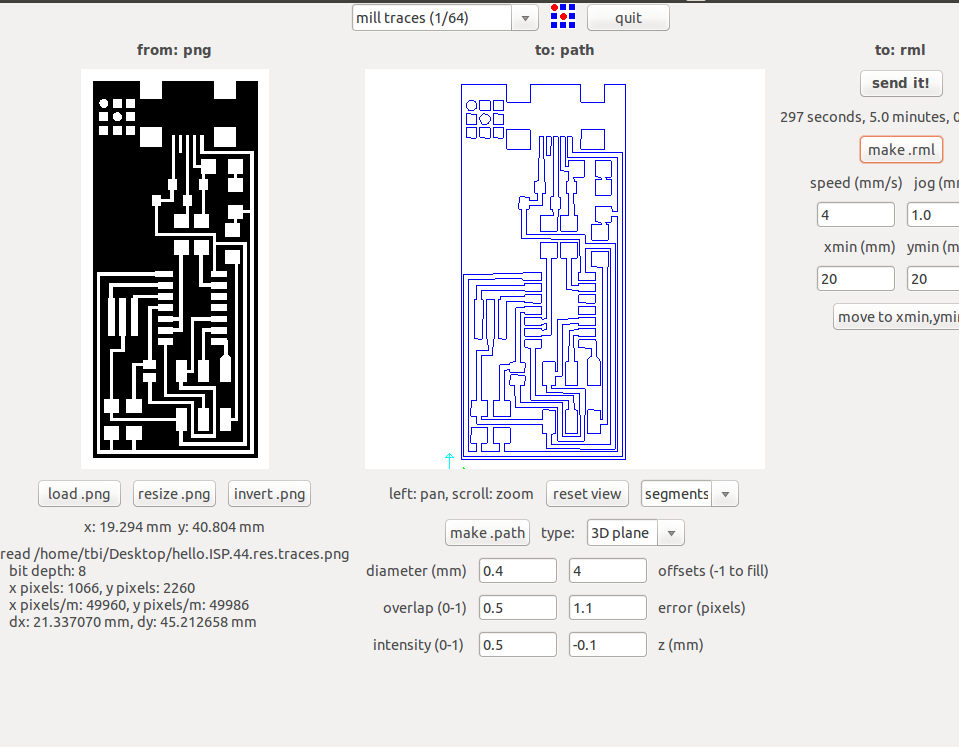 mill traces (1/64) quit
from: png to: path to: rml
send it!
297 seconds, 5.0 minutes, 0
make .rml
speed (mm/s) jog (mm
4 1.0
xmin (mm) ymin (m
20 20
move to xmin,ymin
load .png resize .png invert .png
left: pan, scroll: zoom reset view segments
x: 19.294 mm y: 40.804 mm
make .path type: 3D plane
read /home/tbi/Desktop/hello.ISP.44.res.traces.png
bit depth: 8
x pixels: 1066, y pixels: 2260
x pixels/m: 49960, y pixels/m: 49986
dx: 21.337070 mm, dy: 45.212658 mm
diameter (mm) 0.4 4 offsets (-1 to fill)
overlap (0-1) 0.5 1.1 error (pixels)
intensity (0-1) 0.5 -0.1 z (mm)